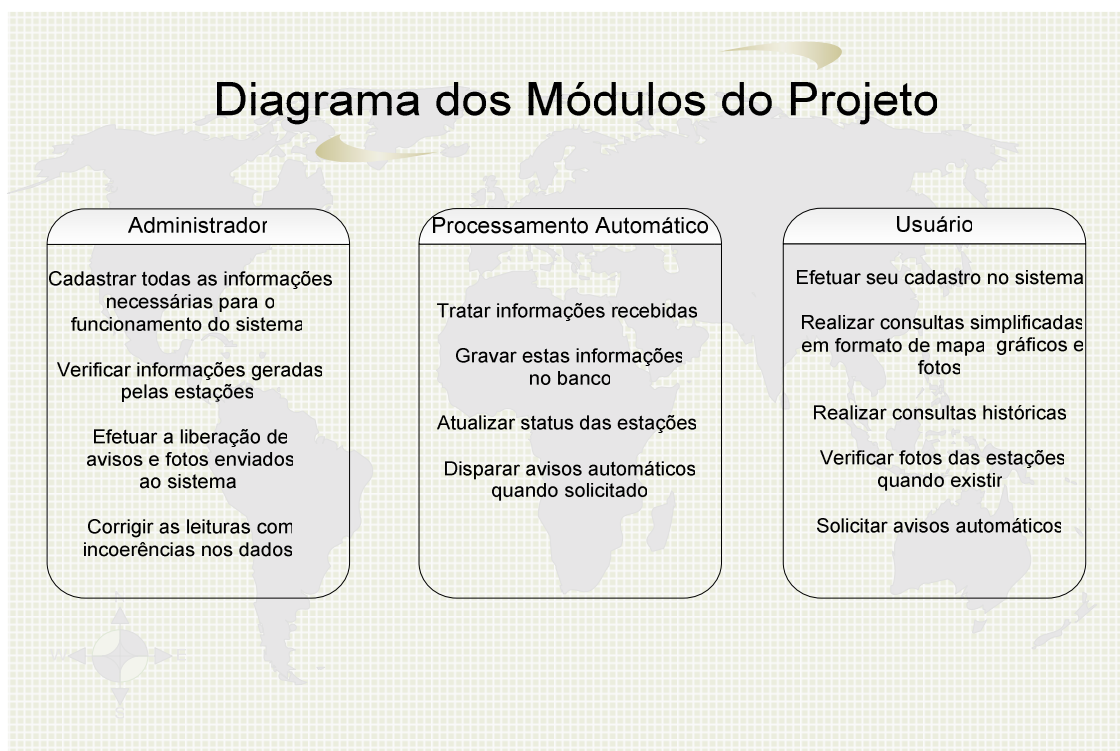 Diagrama dos Módulos do Projeto
Administrador
Cadastrar todas as informações
necessárias para o
funcionamento do sistema
Verificar informações geradas
pelas estações
Efetuar a liberação de
avisos e fotos enviados
ao sistema
Corrigir as leituras com
incoerências nos dados
Processamento Automático
Tratar informações recebidas
Gravar estas informações
no banco
Atualizar status das estações
Disparar avisos automáticos
quando solicitado
Usuário
Efetuar seu cadastro no sistema
Realizar consultas simplificadas
em formato de mapa gráficos e
fotos
Realizar consultas históricas
Verificar fotos das estações
quando existir
Solicitar avisos automáticos
N
W E
S